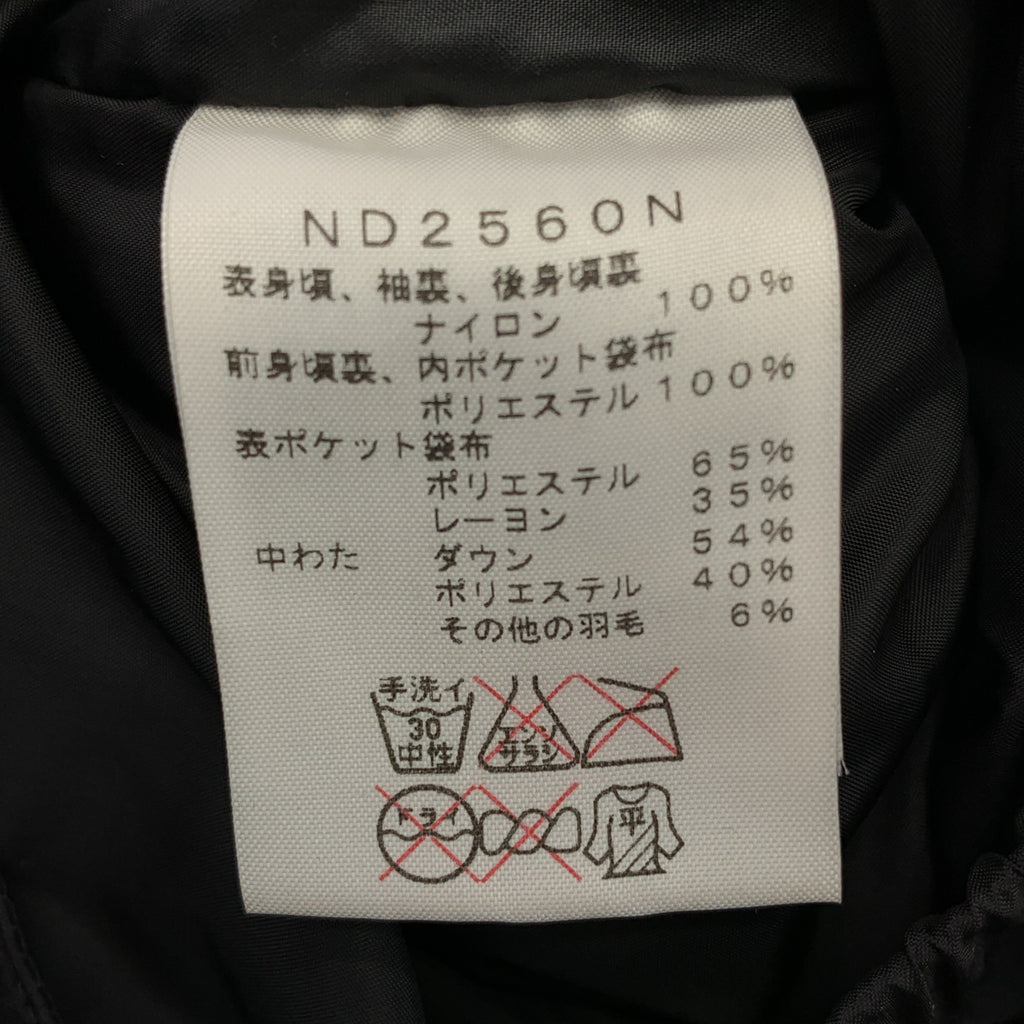 ND2560N
表身頃、袖裏、後身頃裏
ナイロン 100%
前身頃裏、内ポケット袋布
ポリエステル 100%
表ポケット袋布
ポリエステル 65%
レーヨン 35%
中わた ダウン 54%
ポリエステル 40%
その他の羽毛 6%
手洗イ
30
中性
エンソ
サラシ
ドライ
平